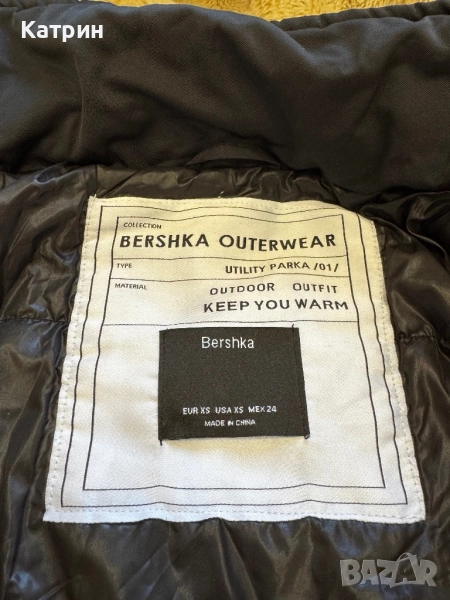 Катрин
COLLECTION
BERSHKA OUTERWEAR
TYPE UTILITY PARKA /01/
MATERIAL OUTDOOR OUTFIT
KEEP YOU WARM
Bershka
EUR XS USA XS MEX 24
MADE IN CHINA
BAZAR